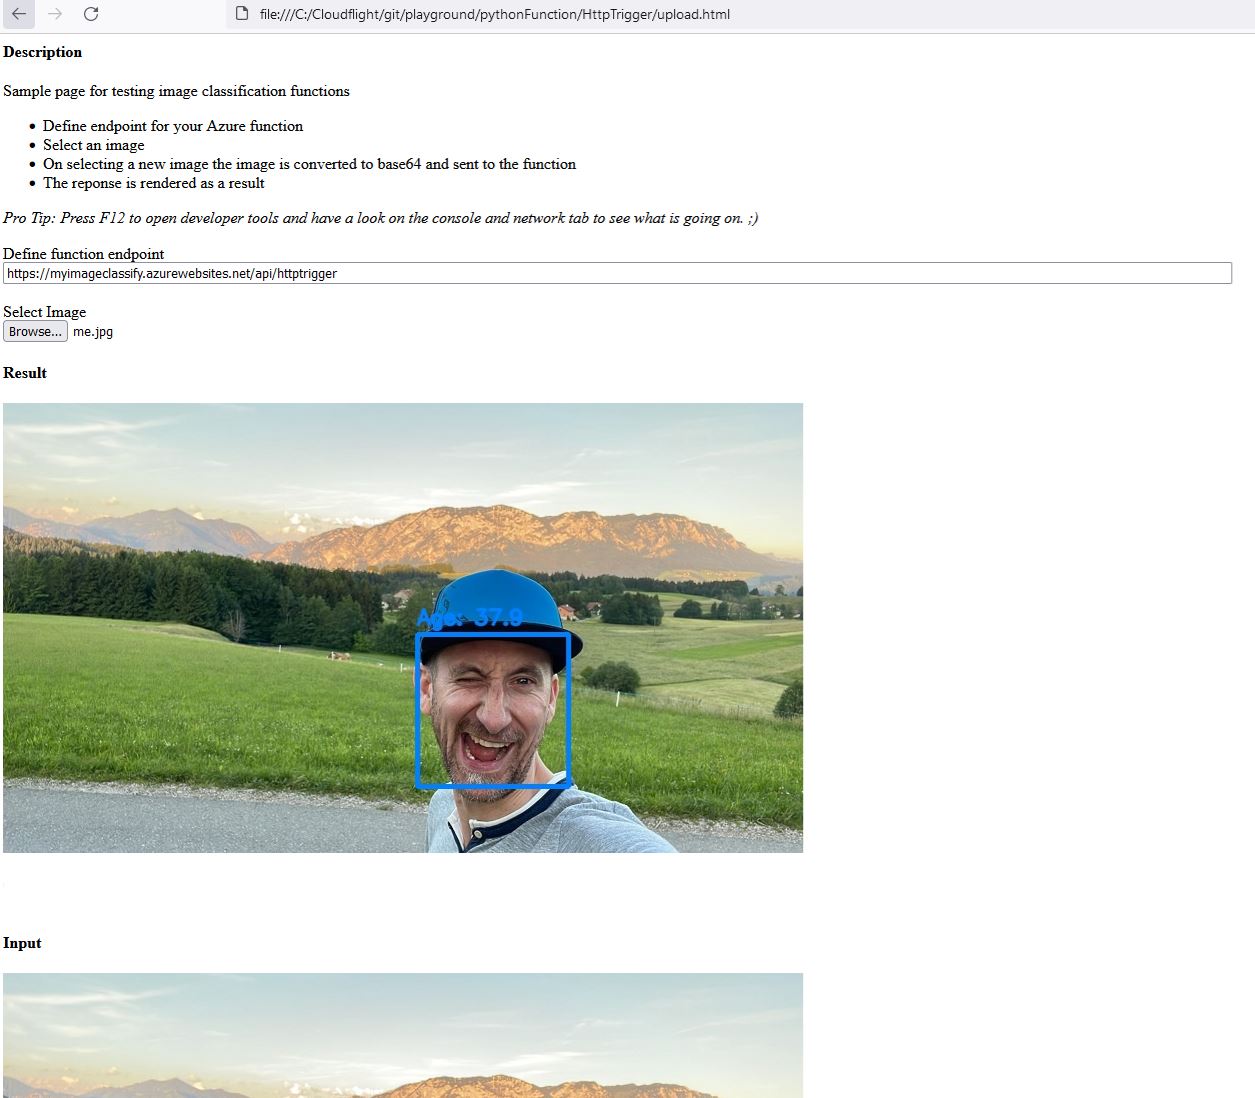 file:///C:/Cloudflight/git/playground/pythonFunction/HttpTrigger/upload.html
Description
Sample page for testing image classification functions
Define endpoint for your Azure function
Select an image
On selecting a new image the image is converted to base64 and sent to the function
The reponse is rendered as a result
Pro Tip: Press F12 to open developer tools and have a look on the console and network tab to see what is going on. ;)
Define function endpoint
https://myimageclassify.azurewebsites.net/api/httptrigger
Select Image
Browse... me.jpg
Result
Age: 37.9
Input